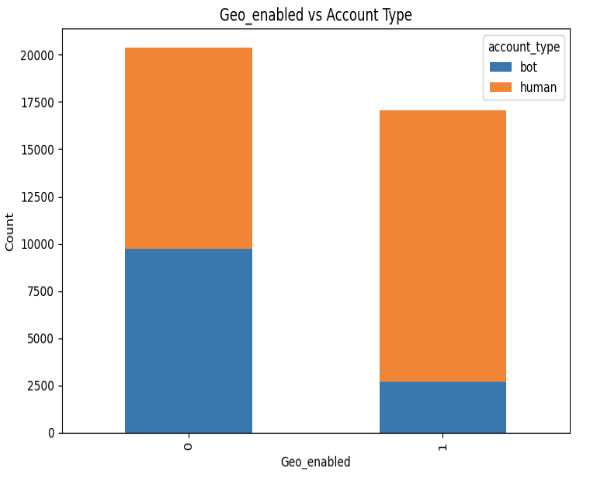 Geo_enabled vs Account Type
account_type
bot
human
20000
17500
15000
12500
10000
7500
5000
2500
0
Count
0
1
Geo_enabled